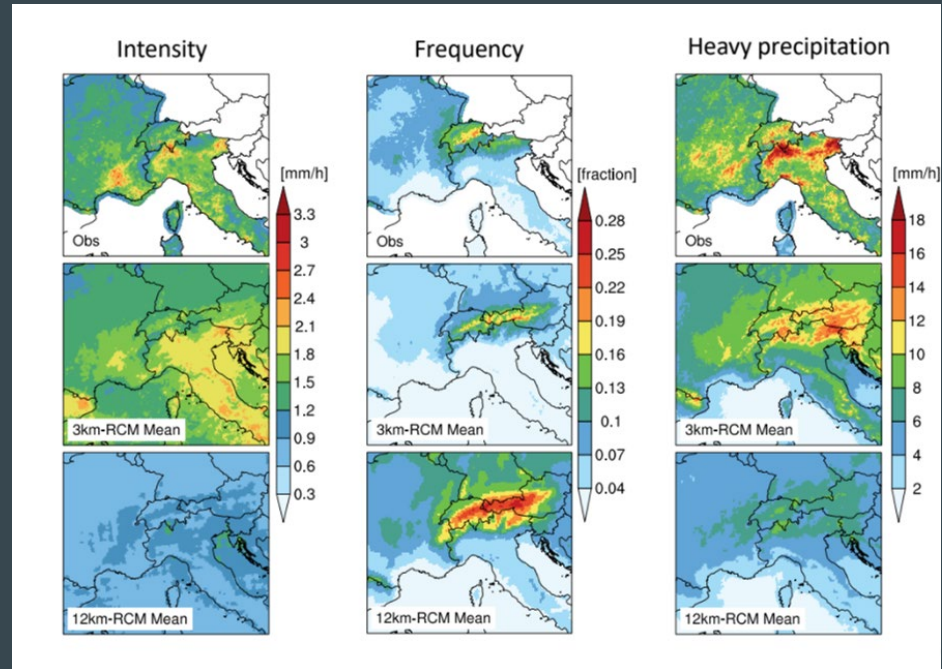 Intensity
Frequency
Heavy precipitation
[mm/h]
3.3
3
2.7
2.4
2.1
1.8
1.5
1.2
0.9
0.6
0.3
[fraction]
0.28
0.25
0.22
0.19
0.16
0.13
0.1
0.07
0.04
[mm/h]
18
16
14
12
10
8
6
4
2
Obs
Obs
Obs
3km-RCM Mean
3km-RCM Mean
3km-RCM Mean
12km-RCM Mean
12km-RCM Mean
12km-RCM Mean